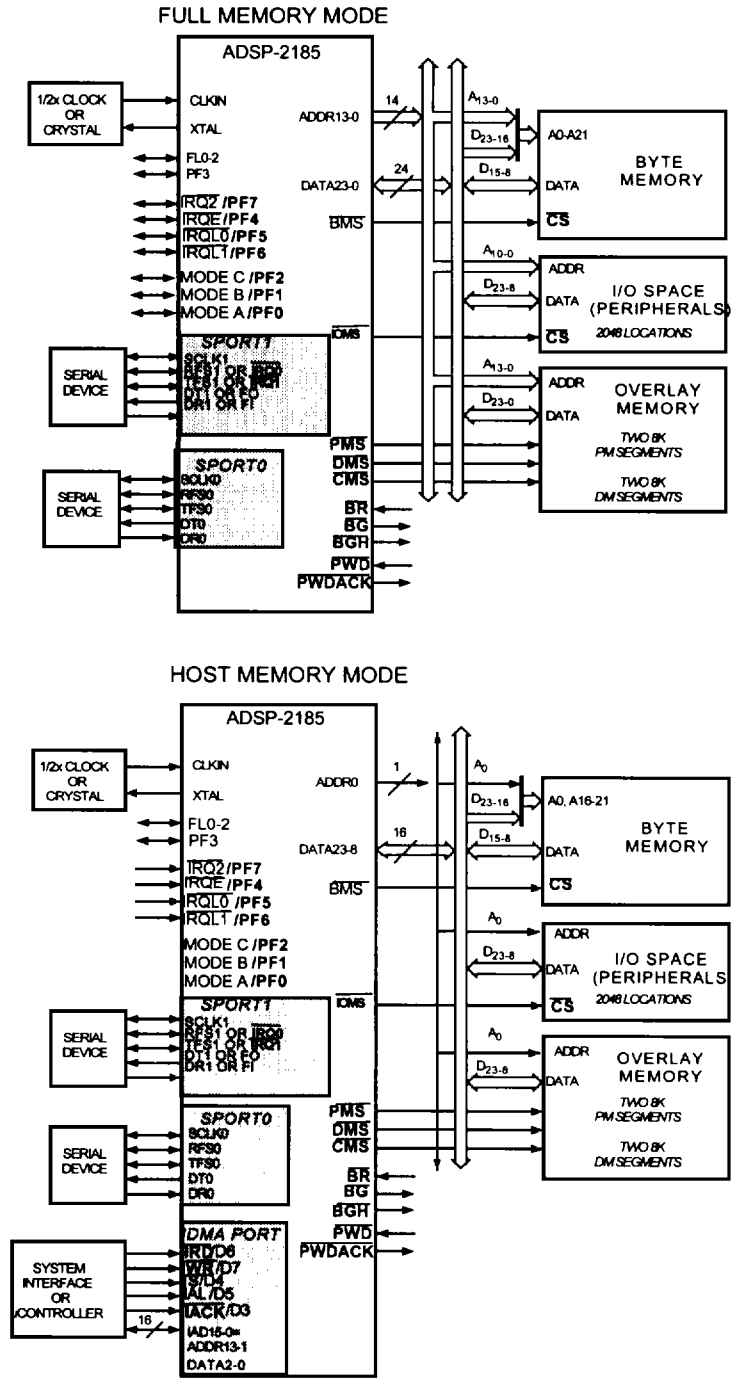 FULL MEMORY MODE
ADSP-2185
1/2x CLOCK
OR
CRYSTAL
CLKIN
XTAL
FL0-2
PF3
IRQ2/PF7
IRQE/PF4
IRQL0/PF5
IRQL1/PF6
MODE C/PF2
MODE B/PF1
MODE A/PF0
SERIAL
DEVICE
SPORT1
SCLK1
RFS1 OR IRQ0
TFS1 OR IRQ1
DT1 OR FO
DR1 OR FI
SERIAL
DEVICE
SPORT0
SCLK0
RFS0
TFS0
DT0
DR0
ADDR13-0
14
DATA23-0
24
BMS
IOMS
PMS
DMS
CMS
BR
BG
BGH
PWD
PWDACK
A13-0
D23-16
D15-8
A0-A21
DATA
CS
BYTE
MEMORY
A10-0
D23-8
ADDR
DATA
CS
I/O SPACE
(PERIPHERALS)
2048 LOCATIONS
A13-0
D23-0
ADDR
DATA
OVERLAY
MEMORY
TWO 8K
PM SEGMENTS
TWO 8K
DM SEGMENTS
HOST MEMORY MODE
ADSP-2185
1/2x CLOCK
OR
CRYSTAL
CLKIN
XTAL
FL0-2
PF3
IRQ2/PF7
IRQE/PF4
IRQL0/PF5
IRQL1/PF6
MODE C/PF2
MODE B/PF1
MODE A/PF0
SERIAL
DEVICE
SPORT1
SCLK1
RFS1 OR IRQ0
TFS1 OR IRQ1
DT1 OR FO
DR1 OR FI
SERIAL
DEVICE
SPORT0
SCLK0
RFS0
TFS0
DT0
DR0
SYSTEM
INTERFACE
OR
µCONTROLLER
16
IDMA PORT
IRD/D6
IWR/D7
IS/D4
IAL/D5
IACK/D3
IAD15-0
ADDR13-1
DATA2-0
ADDR0
1
DATA23-8
16
BMS
IOMS
PMS
DMS
CMS
BR
BG
BGH
PWD
PWDACK
A0
D23-16
D15-8
A0, A16-21
DATA
CS
BYTE
MEMORY
A0
D23-8
ADDR
DATA
CS
I/O SPACE
(PERIPHERALS
2048 LOCATIONS
A0
D23-8
ADDR
DATA
OVERLAY
MEMORY
TWO 8K
PM SEGMENTS
TWO 8K
DM SEGMENTS